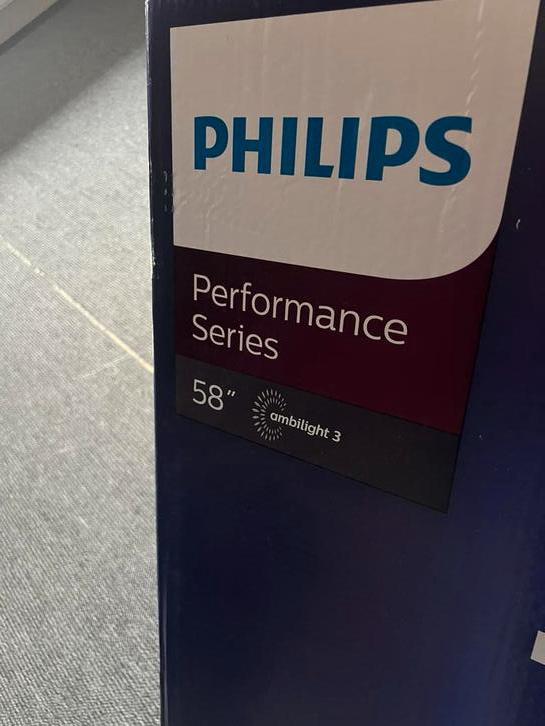 PHILIPS
Performance
Series
58"
ambilight 3